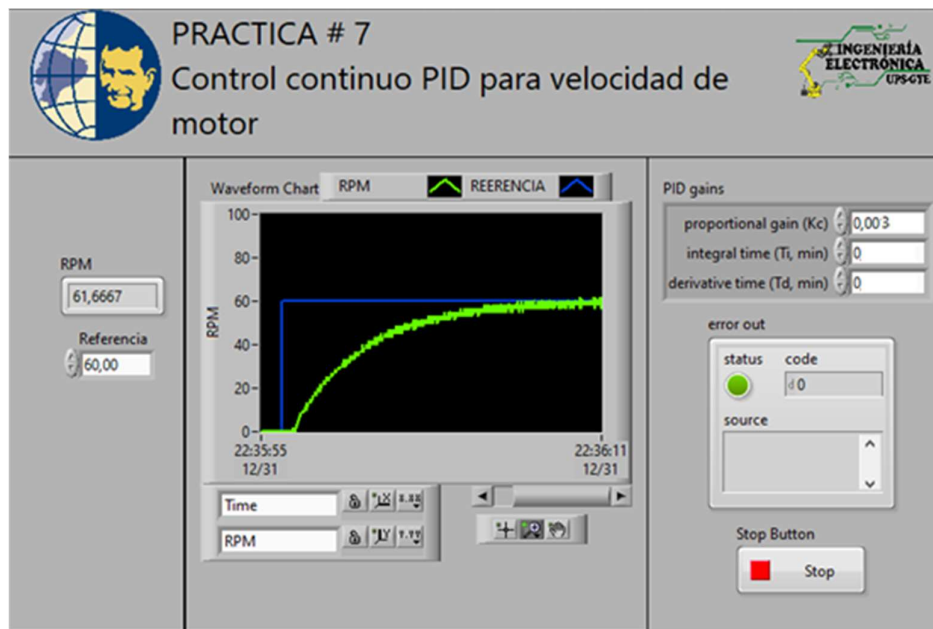 PRACTICA # 7
Control continuo PID para velocidad de
motor
INGENIERÍA
ELECTRÓNICA
UPS-GYE
RPM
61,6667
Referencia
60,00
Waveform Chart
RPM
REERENCIA
100
80
60
40
20
0
RPM
22:35:55
12/31
22:36:11
12/31
Time
RPM
PID gains
proportional gain (Kc) 0,003
integral time (Ti, min) 0
derivative time (Td, min) 0
error out
status
code
d 0
source
Stop Button
Stop